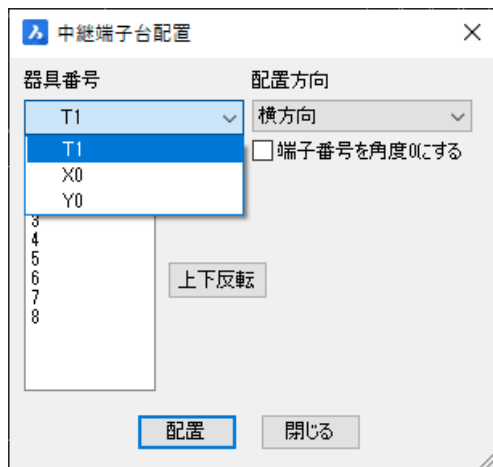 中継端子台配置
器具番号
配置方向
T1
横方向
T1
端子番号を角度0にする
X0
Y0
3
4
5
6
7
8
上下反転
配置
閉じる